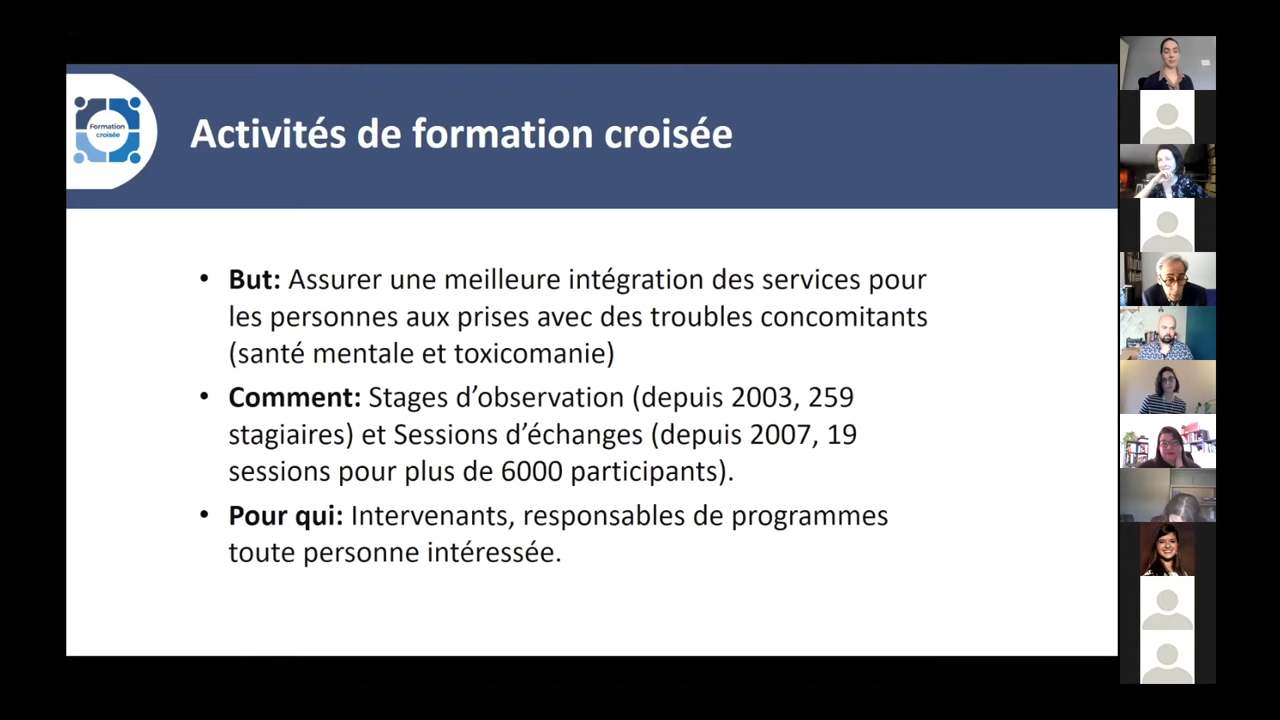 Formation
croisée
Activités de formation croisée
• But: Assurer une meilleure intégration des services pour
les personnes aux prises avec des troubles concomitants
(santé mentale et toxicomanie)
• Comment: Stages d’observation (depuis 2003, 259
stagiaires) et Sessions d’échanges (depuis 2007, 19
sessions pour plus de 6000 participants).
• Pour qui: Intervenants, responsables de programmes
toute personne intéressée.